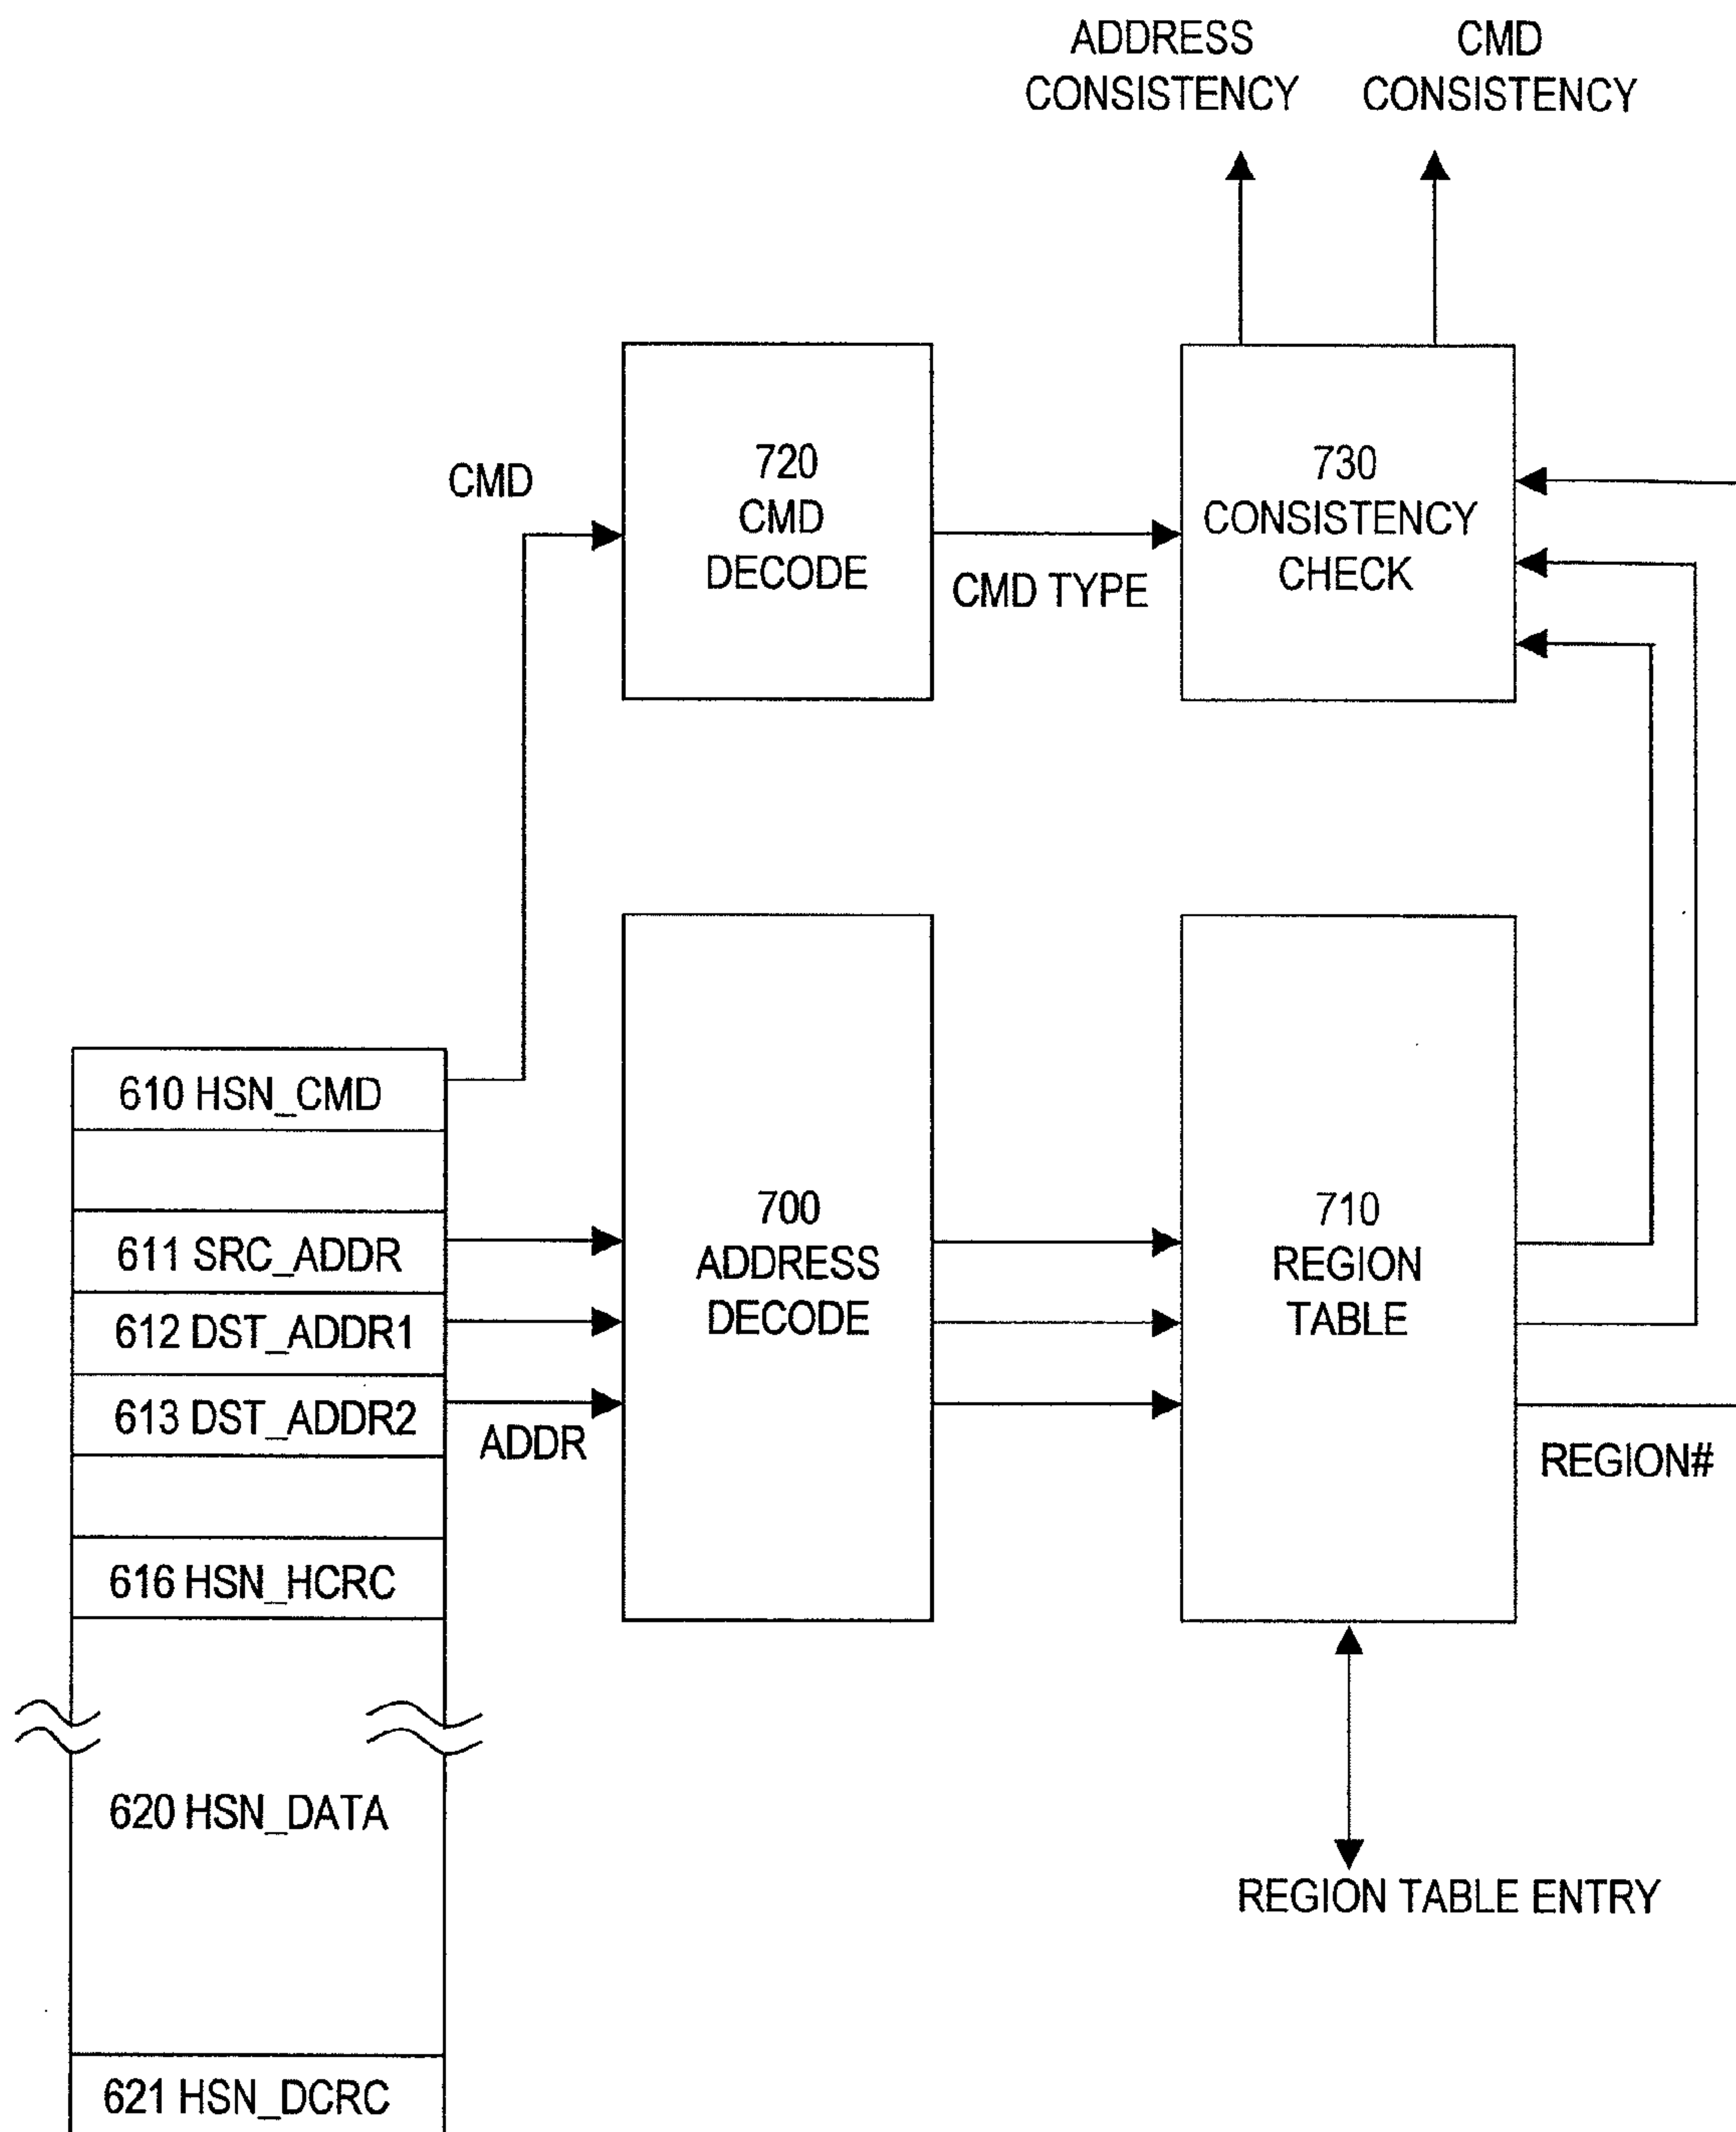 ADDRESS
CONSISTENCY
CMD
CONSISTENCY
CMD
720
CMD
DECODE
CMD TYPE
730
CONSISTENCY
CHECK
610 HSN_CMD
611 SRC_ADDR
612 DST_ADDR1
613 DST_ADDR2
ADDR
616 HSN_HCRC
620 HSN_DATA
621 HSN_DCRC
700
ADDRESS
DECODE
710
REGION
TABLE
REGION#
REGION TABLE ENTRY